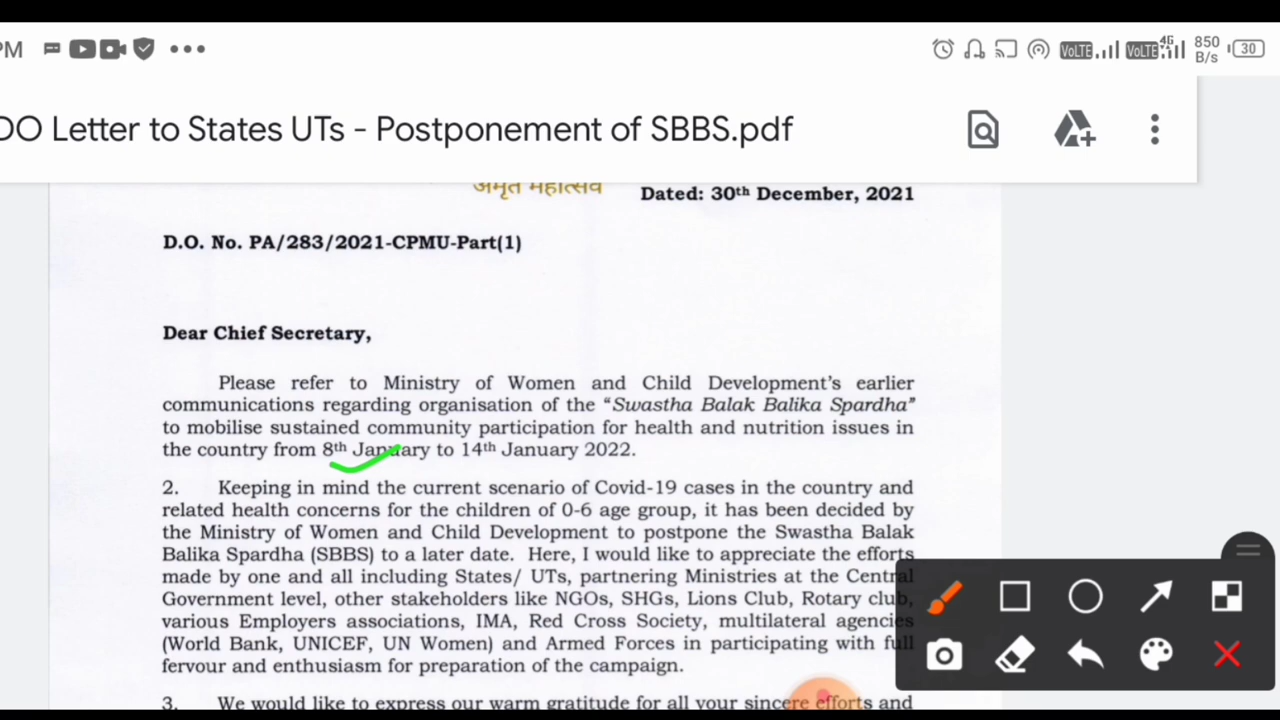 PM
VoLTE VoLTE 4G 850 B/s 30
DO Letter to States UTs - Postponement of SBBS.pdf
अमृत महोत्सव
Dated: 30th December, 2021
D.O. No. PA/283/2021-CPMU-Part(1)
Dear Chief Secretary,
Please refer to Ministry of Women and Child Development's earlier
communications regarding organisation of the "Swastha Balak Balika Spardha"
to mobilise sustained community participation for health and nutrition issues in
the country from 8th January to 14th January 2022.
2. Keeping in mind the current scenario of Covid-19 cases in the country and
related health concerns for the children of 0-6 age group, it has been decided by
the Ministry of Women and Child Development to postpone the Swastha Balak
Balika Spardha (SBBS) to a later date. Here, I would like to appreciate the efforts
made by one and all including States/ UTs, partnering Ministries at the Central
Government level, other stakeholders like NGOs, SHGs, Lions Club, Rotary club,
various Employers associations, IMA, Red Cross Society, multilateral agencies
(World Bank, UNICEF, UN Women) and Armed Forces in participating with full
fervour and enthusiasm for preparation of the campaign.
3. We would like to express our warm gratitude for all your sincere efforts and